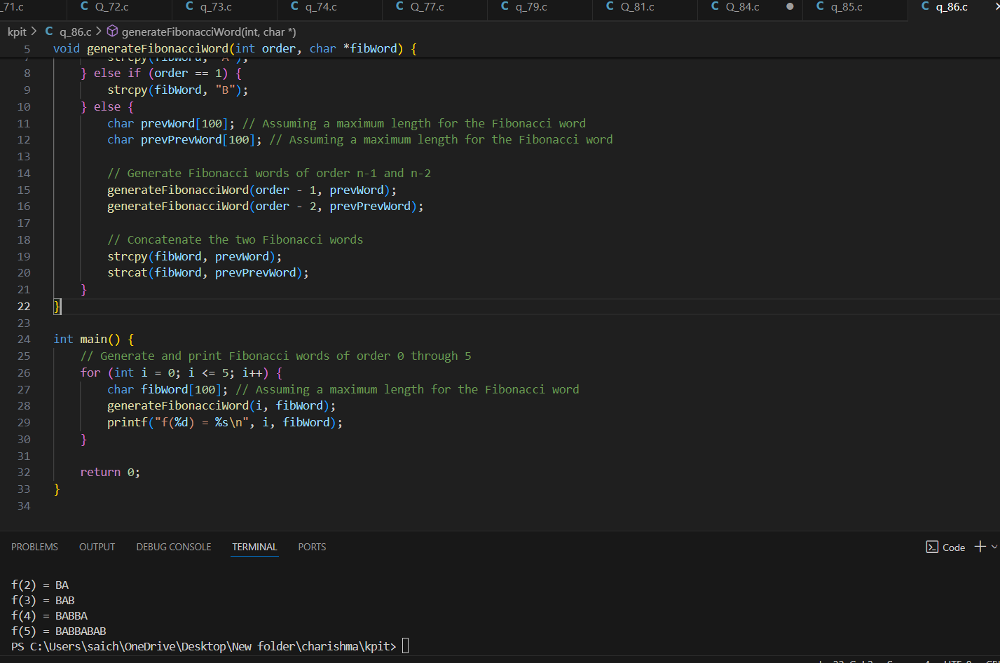 _71.c C Q_72.c C q_73.c C q_74.c C Q_77.c C q_79.c C Q_81.c C Q_84.c C q_85.c C q_86.c
kpit > C q_86.c > generateFibonacciWord(int, char *)
5 void generateFibonacciWord(int order, char *fibWord) {
7 strcpy(fibWord, "A");
8 } else if (order == 1) {
9 strcpy(fibWord, "B");
10 } else {
11 char prevWord[100]; // Assuming a maximum length for the Fibonacci word
12 char prevPrevWord[100]; // Assuming a maximum length for the Fibonacci word
13
14 // Generate Fibonacci words of order n-1 and n-2
15 generateFibonacciWord(order - 1, prevWord);
16 generateFibonacciWord(order - 2, prevPrevWord);
17
18 // Concatenate the two Fibonacci words
19 strcpy(fibWord, prevWord);
20 strcat(fibWord, prevPrevWord);
21 }
22 }
23
24 int main() {
25 // Generate and print Fibonacci words of order 0 through 5
26 for (int i = 0; i <= 5; i++) {
27 char fibWord[100]; // Assuming a maximum length for the Fibonacci word
28 generateFibonacciWord(i, fibWord);
29 printf("f(%d) = %s\n", i, fibWord);
30 }
31
32 return 0;
33 }
34
PROBLEMS OUTPUT DEBUG CONSOLE TERMINAL PORTS Code
f(2) = BA
f(3) = BAB
f(4) = BABBA
f(5) = BABBABAB
PS C:\Users\saich\OneDrive\Desktop\New folder\charishma\kpit>